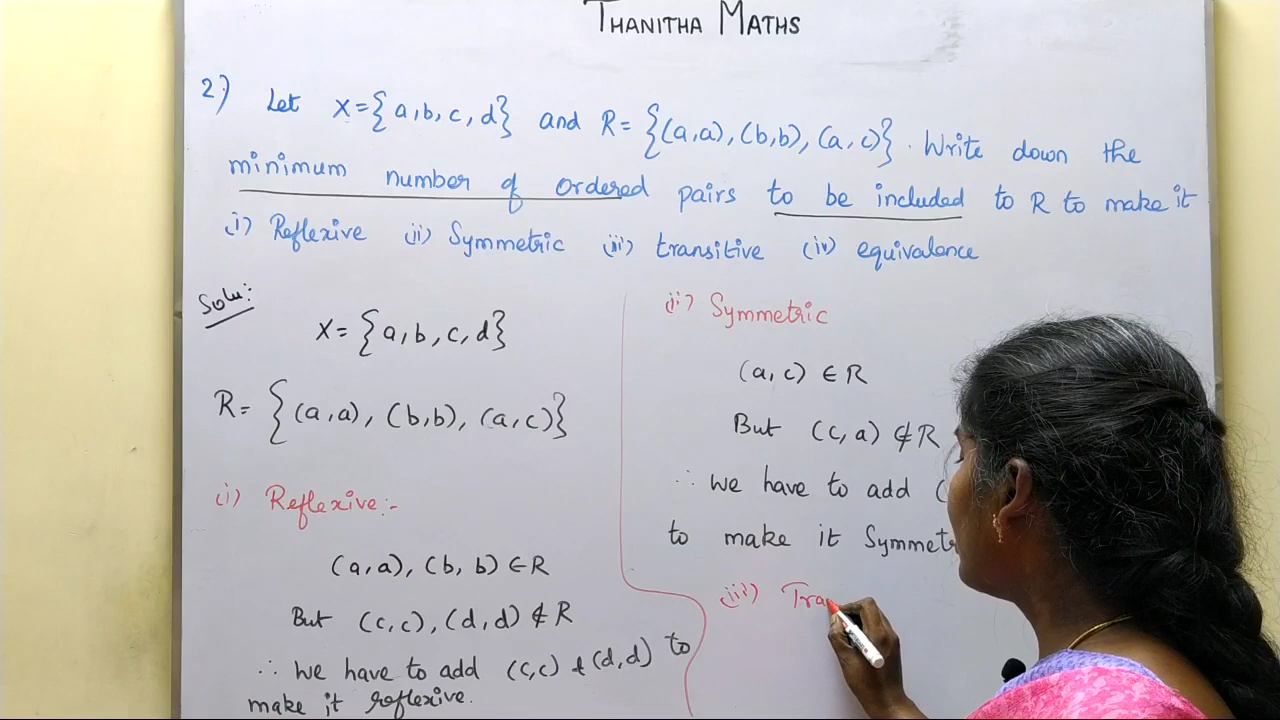 THANITHA MATHS
2) Let X={a,b,c,d} and R= {(a,a), (b,b), (a,c)}. Write down the
minimum number of ordered pairs to be included to R to make it
(i) Reflexive (ii) Symmetric (iii) transitive (iv) equivalence
Solu:
X= {a,b,c,d}
R= {(a,a), (b,b), (a,c)}
(i) Reflexive:-
(a,a), (b,b) ∈ R
But (c,c), (d,d) ∉ R
∴ we have to add (c,c) & (d,d) to
make it reflexive.
(ii) Symmetric
(a,c) ∈ R
But (c,a) ∉ R
∴ we have to add (
to make it
(iii)